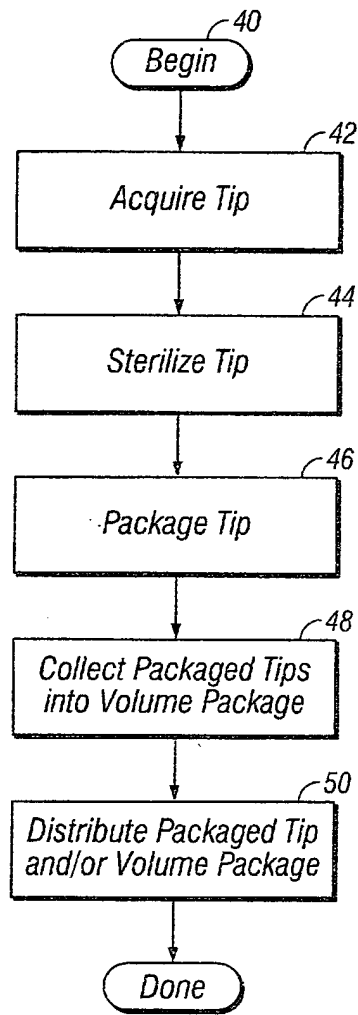 40
Begin
42
Acquire Tip
44
Sterilize Tip
46
Package Tip
48
Collect Packaged Tips
into Volume Package
50
Distribute Packaged Tip
and/or Volume Package
Done